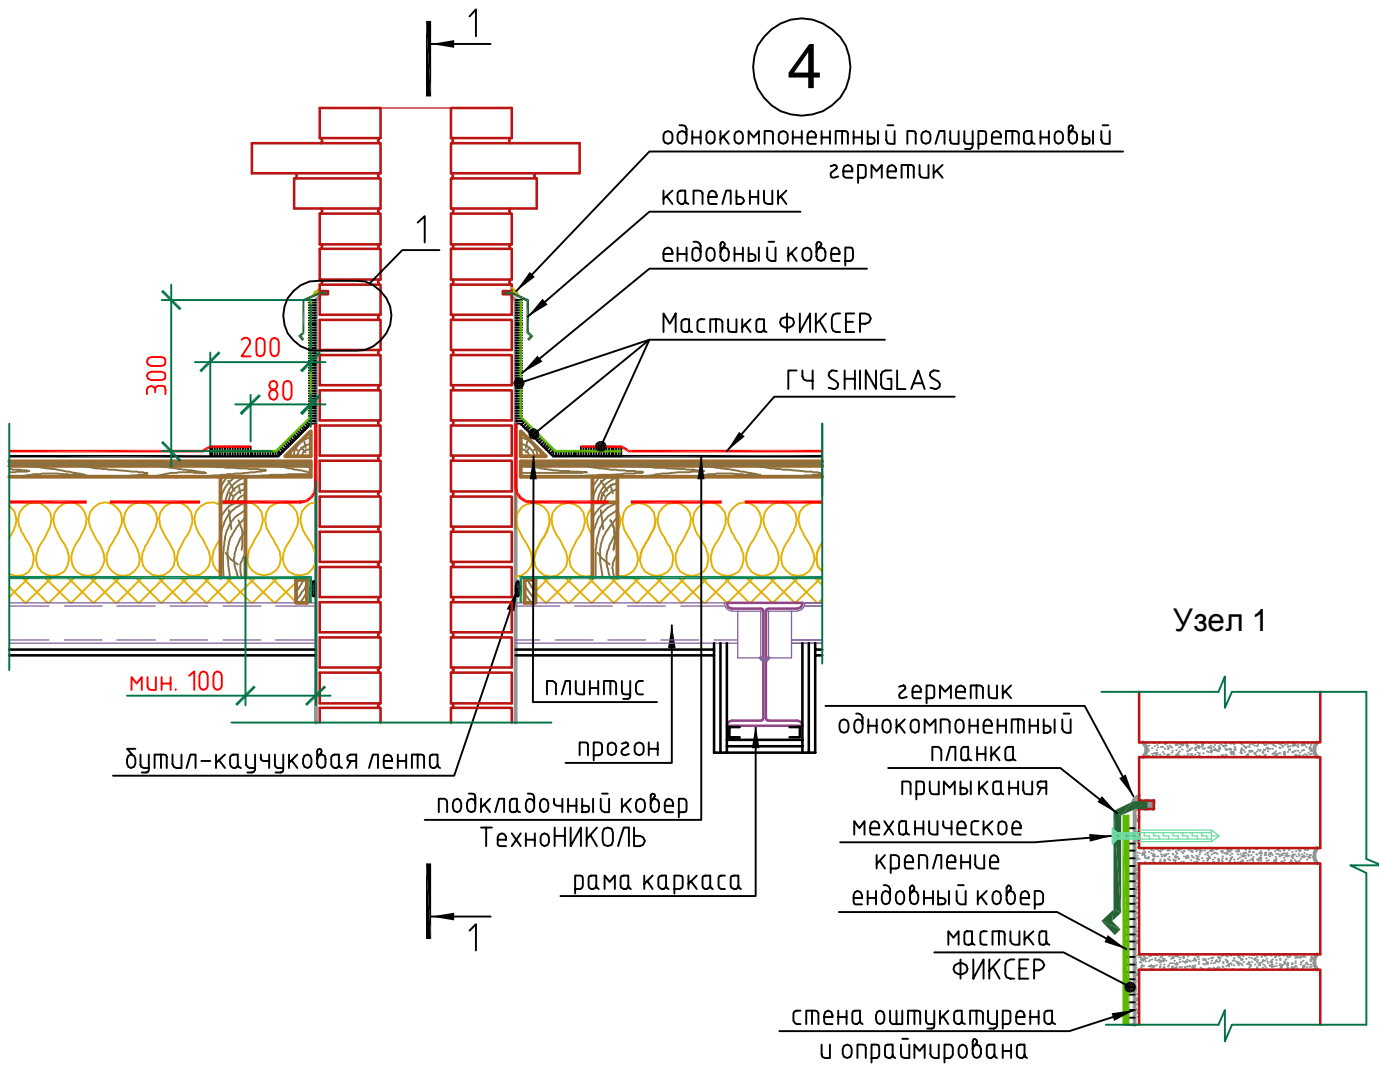 1
4
однокомпонентный полиуретановый
герметик
капельник
1
ендовный ковер
Мастика ФИКСЕР
300
200
80
ГЧ SHINGLAS
мин. 100
плинтус
бутил-каучуковая лента
прогон
подкладочный ковер
ТехноНИКОЛЬ
рама каркаса
1
Узел 1
герметик
однокомпонентный
планка
примыкания
механическое
крепление
ендовный ковер
мастика
ФИКСЕР
стена оштукатурена
и опраймирована